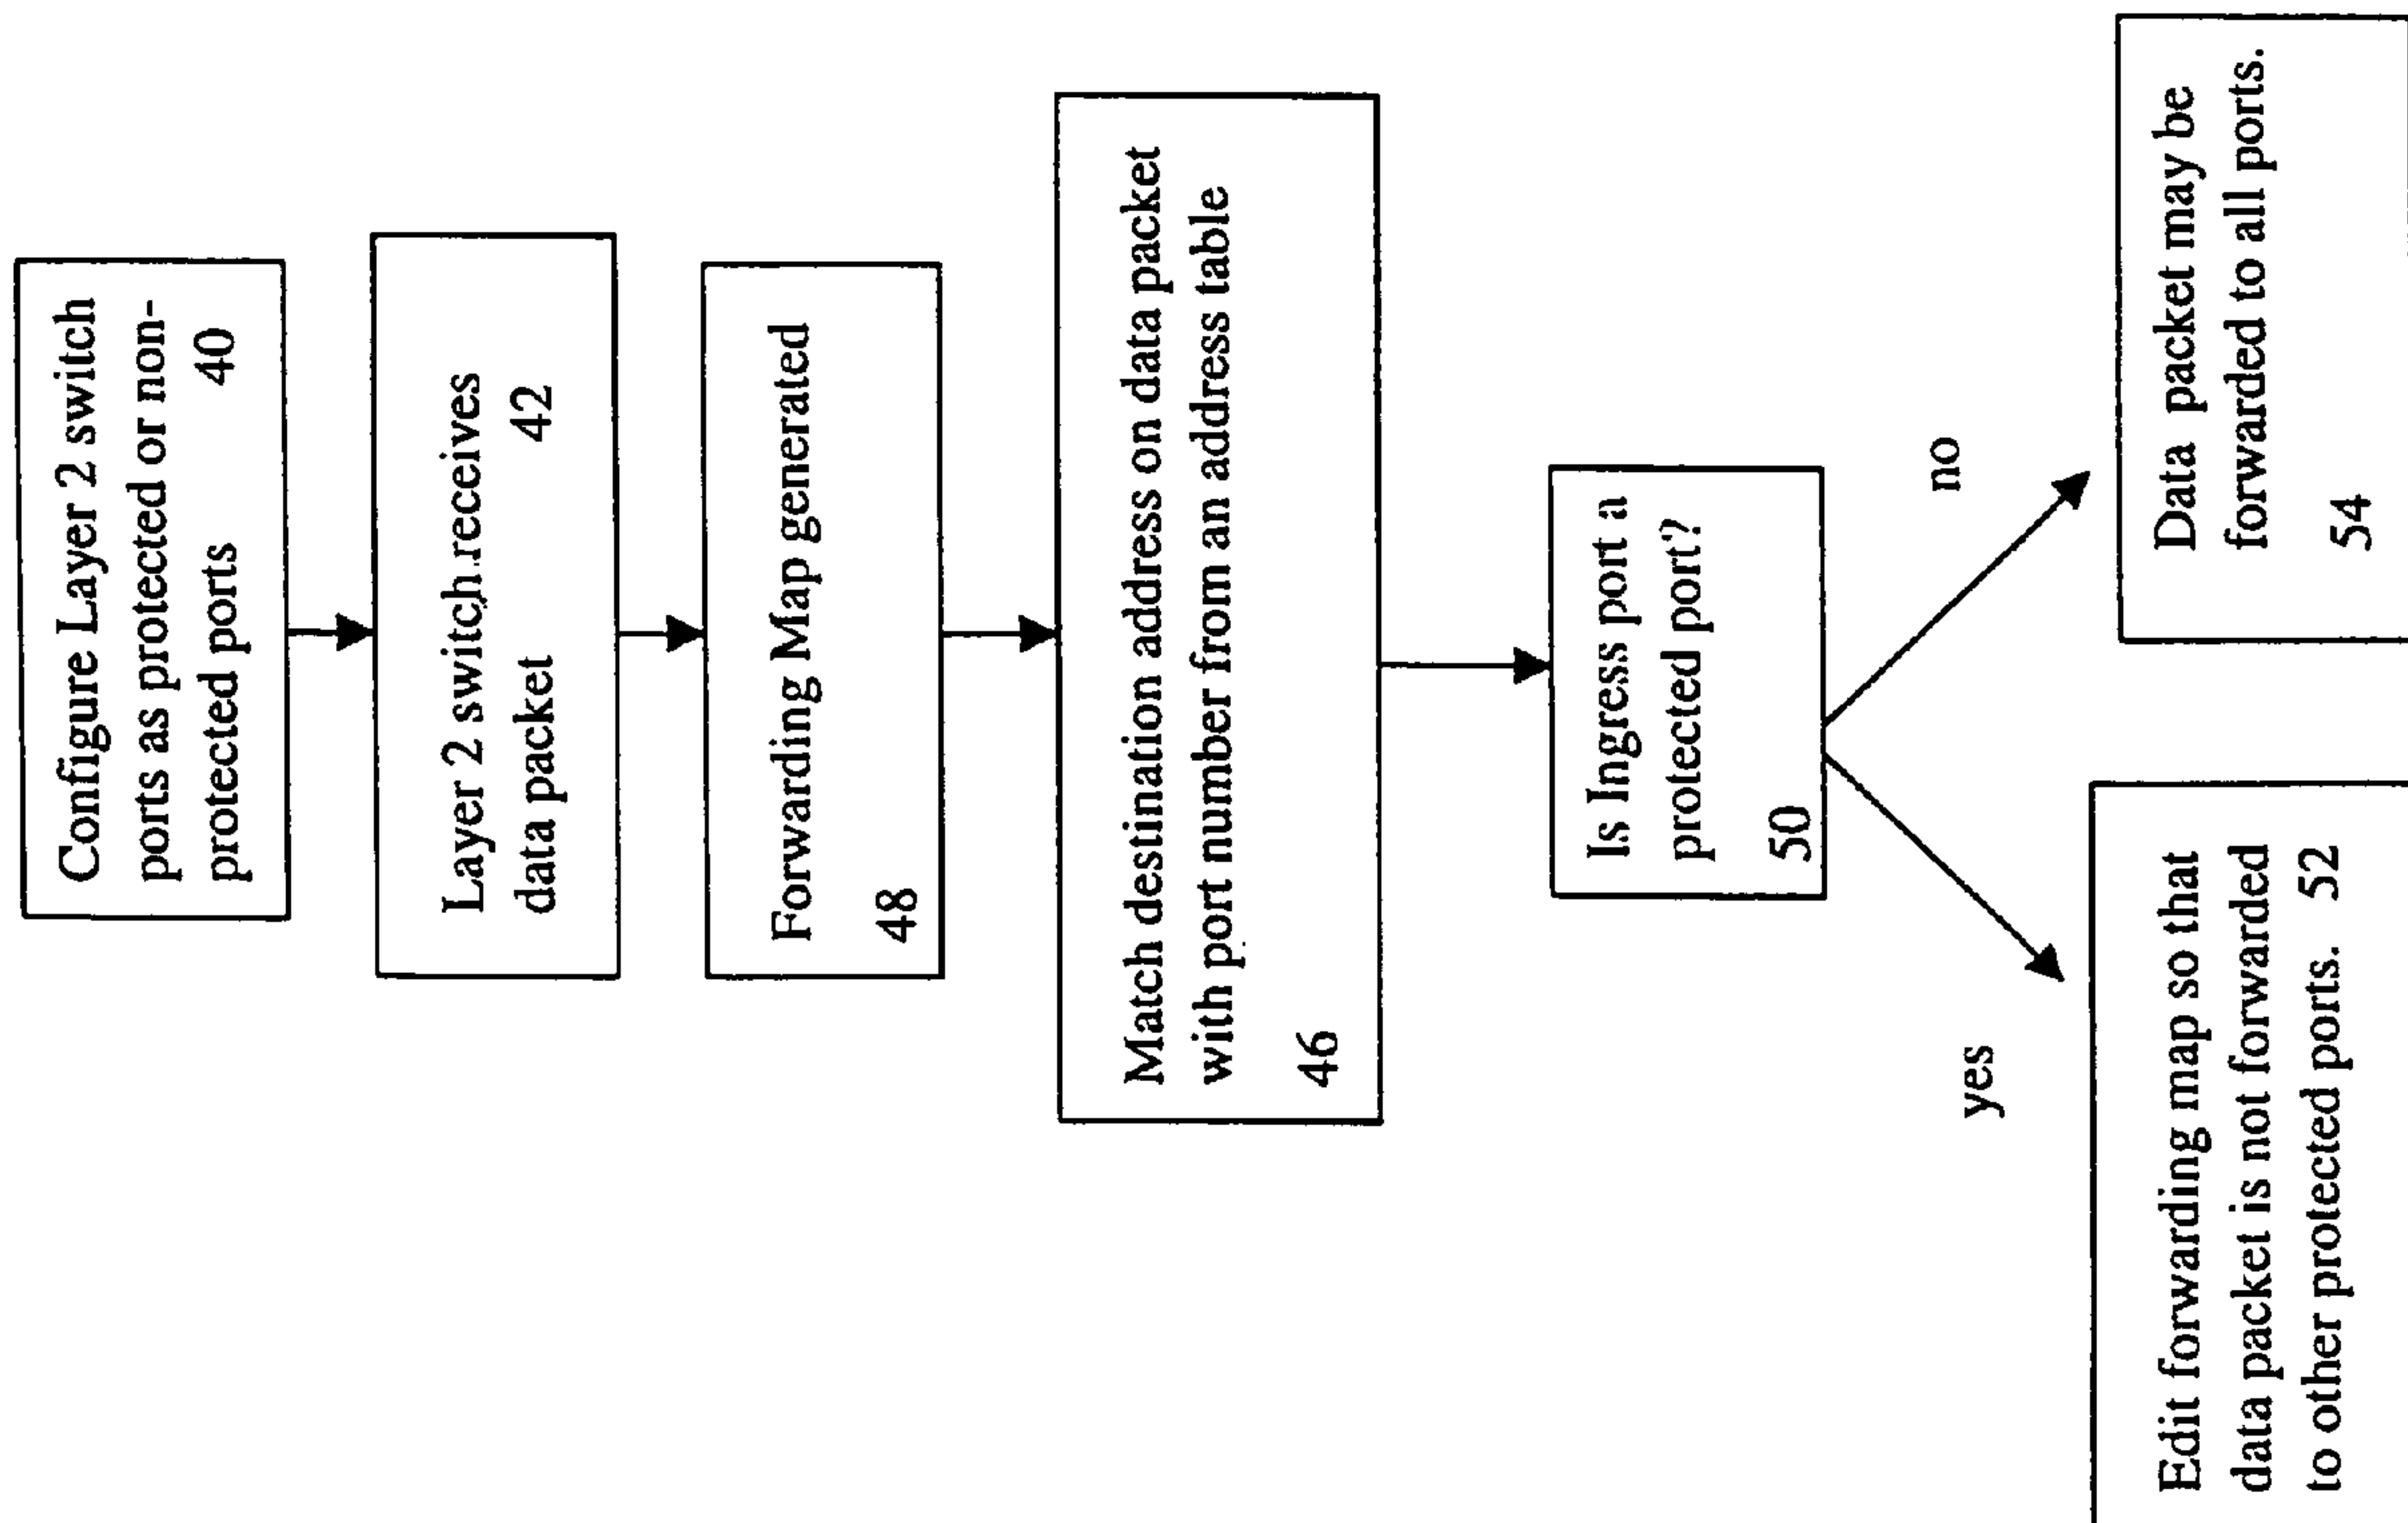 Configure Layer 2 switch
ports as protected or non-
protected ports 40
Layer 2 switch receives
data packet 42
Forwarding Map generated
48
Match destination address on data packet
with port number from an address table
46
Is Ingress port a
protected port?
50
yes
no
Edit forwarding map so that
data packet is not forwarded
to other protected ports. 52
Data packet may be
forwarded to all ports.
54